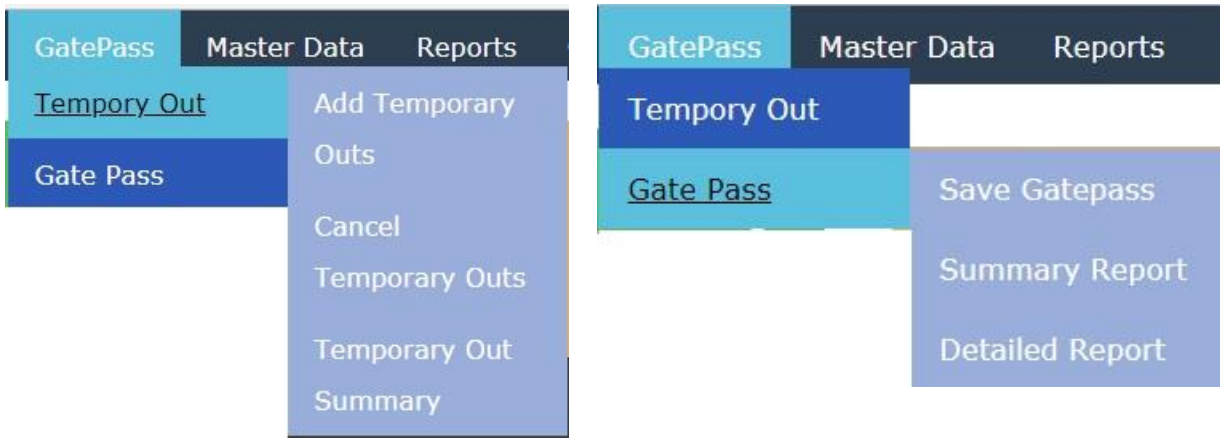 GatePass Master Data Reports
Tempory Out
Gate Pass
Add Temporary
Outs
Cancel
Temporary Outs
Temporary Out
Summary
GatePass Master Data Reports
Tempory Out
Gate Pass
Save Gatepass
Summary Report
Detailed Report